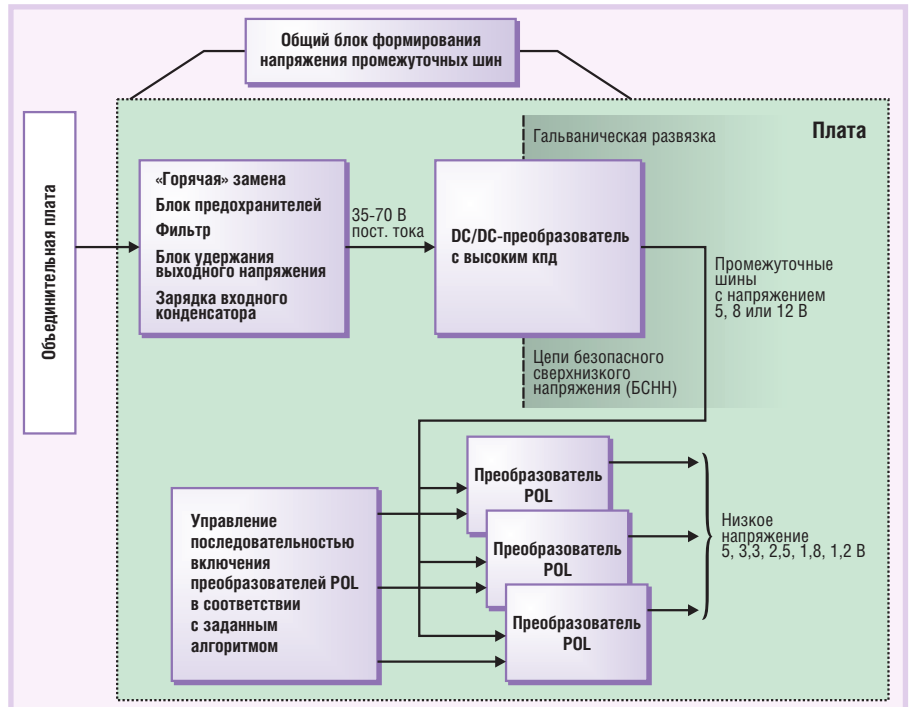 Общий блок формирования
напряжения промежуточных шин
Плата
Объединительная плата
«Горячая» замена
Блок предохранителей
Фильтр
Блок удержания
выходного напряжения
Зарядка входного
конденсатора
35-70 В
пост. тока
Гальваническая развязка
DC/DC-преобразователь
с высоким кпд
Цепи безопасного
сверхнизкого
напряжения (БСНН)
Промежуточные
шины
с напряжением
5, 8 или 12 В
Управление
последовательностью
включения
преобразователей POL
в соответствии
с заданным
алгоритмом
Преобразователь
POL
Преобразователь
POL
Преобразователь
POL
Низкое
напряжение
5, 3,3, 2,5, 1,8, 1,2 В